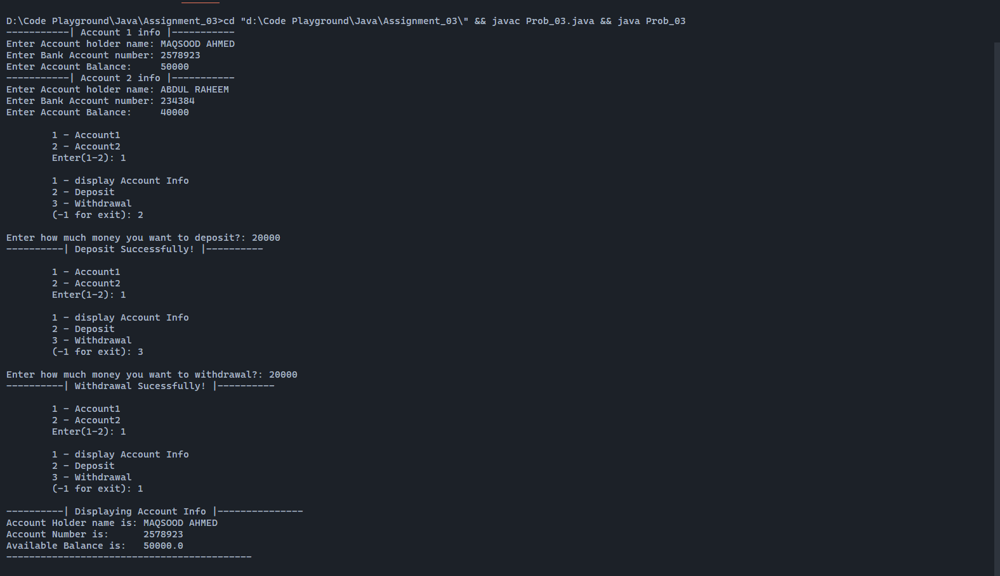 D:\Code Playground\Java\Assignment_03>cd "d:\Code Playground\Java\Assignment_03\" && javac Prob_03.java && java Prob_03
-----------| Account 1 info |-----------
Enter Account holder name: MAQSOOD AHMED
Enter Bank Account number: 2578923
Enter Account Balance:     50000
-----------| Account 2 info |-----------
Enter Account holder name: ABDUL RAHEEM
Enter Bank Account number: 234384
Enter Account Balance:     40000
1 - Account1
2 - Account2
Enter(1-2): 1
1 - display Account Info
2 - Deposit
3 - Withdrawal
(-1 for exit): 2
Enter how much money you want to deposit?: 20000
----------| Deposit Successfully! |----------
1 - Account1
2 - Account2
Enter(1-2): 1
1 - display Account Info
2 - Deposit
3 - Withdrawal
(-1 for exit): 3
Enter how much money you want to withdrawal?: 20000
----------| Withdrawal Sucessfully! |----------
1 - Account1
2 - Account2
Enter(1-2): 1
1 - display Account Info
2 - Deposit
3 - Withdrawal
(-1 for exit): 1
----------| Displaying Account Info |---------------
Account Holder name is: MAQSOOD AHMED
Account Number is:      2578923
Available Balance is:   50000.0
-------------------------------------------